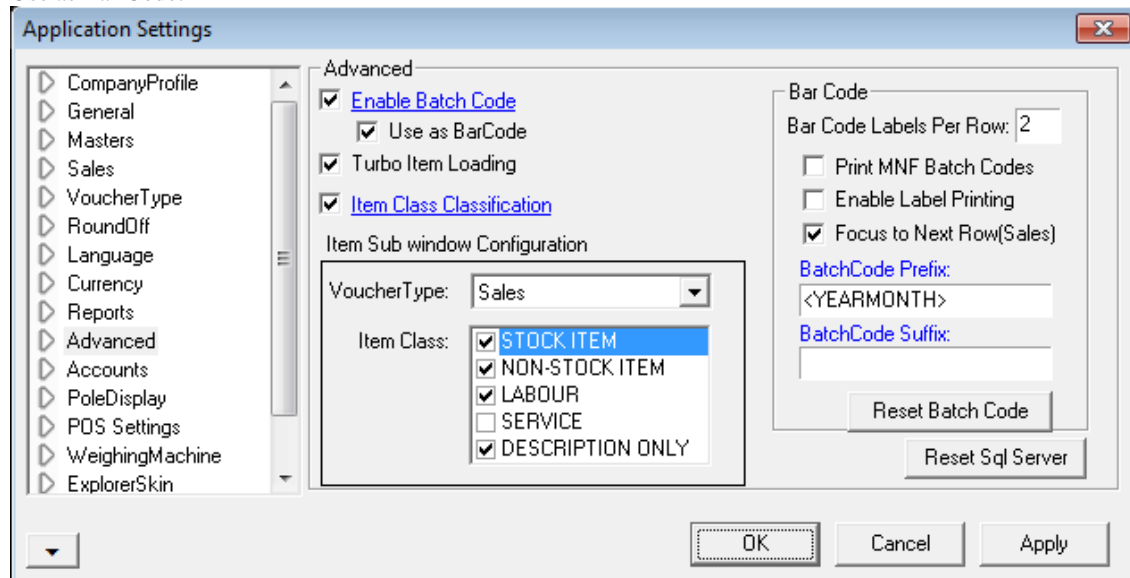 Application Settings
CompanyProfile
General
Masters
Sales
VoucherType
RoundOff
Language
Currency
Reports
Advanced
Accounts
PoleDisplay
POS Settings
WeighingMachine
ExplorerSkin
Advanced
Enable Batch Code
Use as BarCode
Turbo Item Loading
Item Class Classification
Item Sub window Configuration
VoucherType: Sales
Item Class: STOCK ITEM
NON-STOCK ITEM
LABOUR
SERVICE
DESCRIPTION ONLY
Bar Code
Bar Code Labels Per Row: 2
Print MNF Batch Codes
Enable Label Printing
Focus to Next Row(Sales)
BatchCode Prefix:
<YEARMONTH>
BatchCode Suffix:
Reset Batch Code
Reset Sql Server
OK Cancel Apply